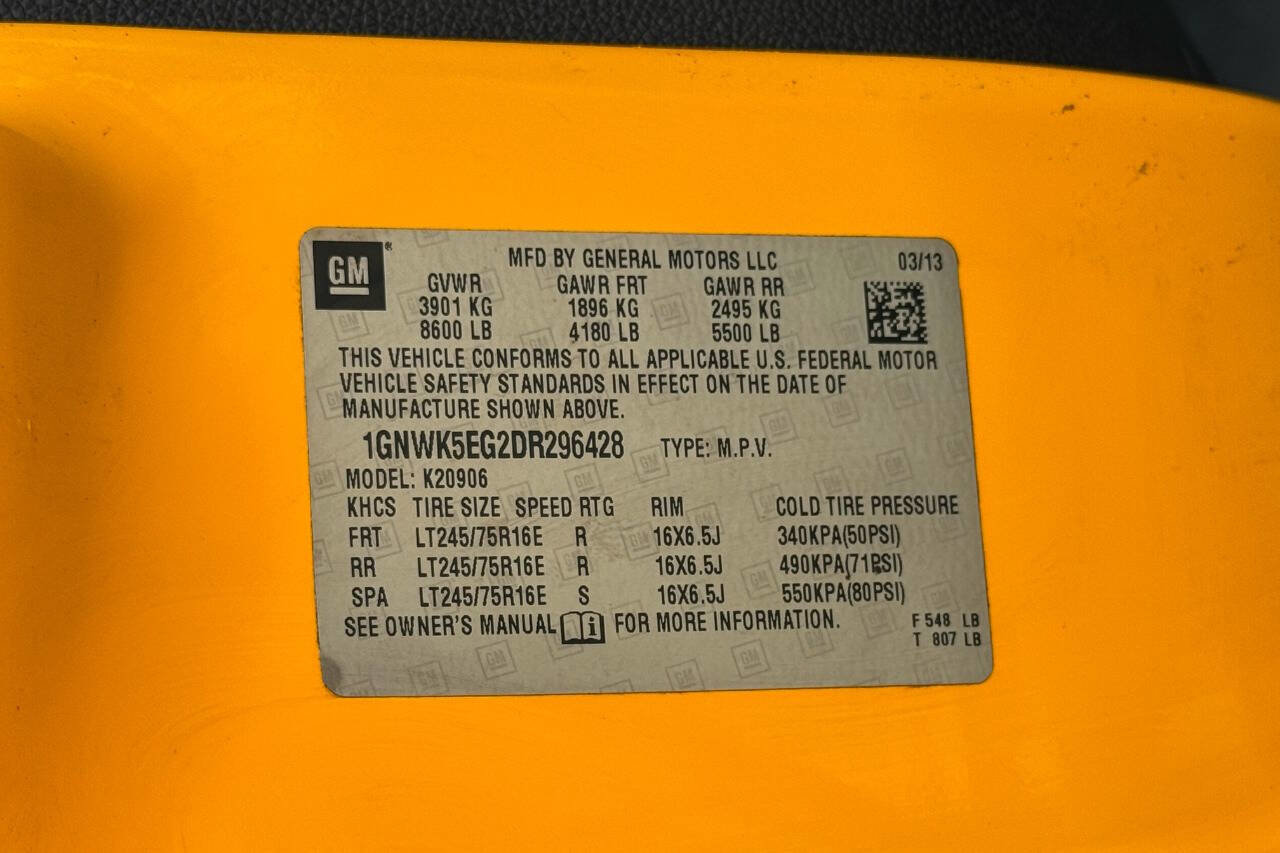 GM®
MFD BY GENERAL MOTORS LLC 03/13
GVWR GAWR FRT GAWR RR
3901 KG 1896 KG 2495 KG
8600 LB 4180 LB 5500 LB
THIS VEHICLE CONFORMS TO ALL APPLICABLE U.S. FEDERAL MOTOR
VEHICLE SAFETY STANDARDS IN EFFECT ON THE DATE OF
MANUFACTURE SHOWN ABOVE.
1GNWK5EG2DR296428 TYPE: M.P.V.
MODEL: K20906
KHCS TIRE SIZE SPEED RTG RIM COLD TIRE PRESSURE
FRT LT245/75R16E R 16X6.5J 340KPA(50PSI)
RR LT245/75R16E R 16X6.5J 490KPA(71PSI)
SPA LT245/75R16E S 16X6.5J 550KPA(80PSI)
SEE OWNER'S MANUAL i FOR MORE INFORMATION.
F 548 LB
T 807 LB